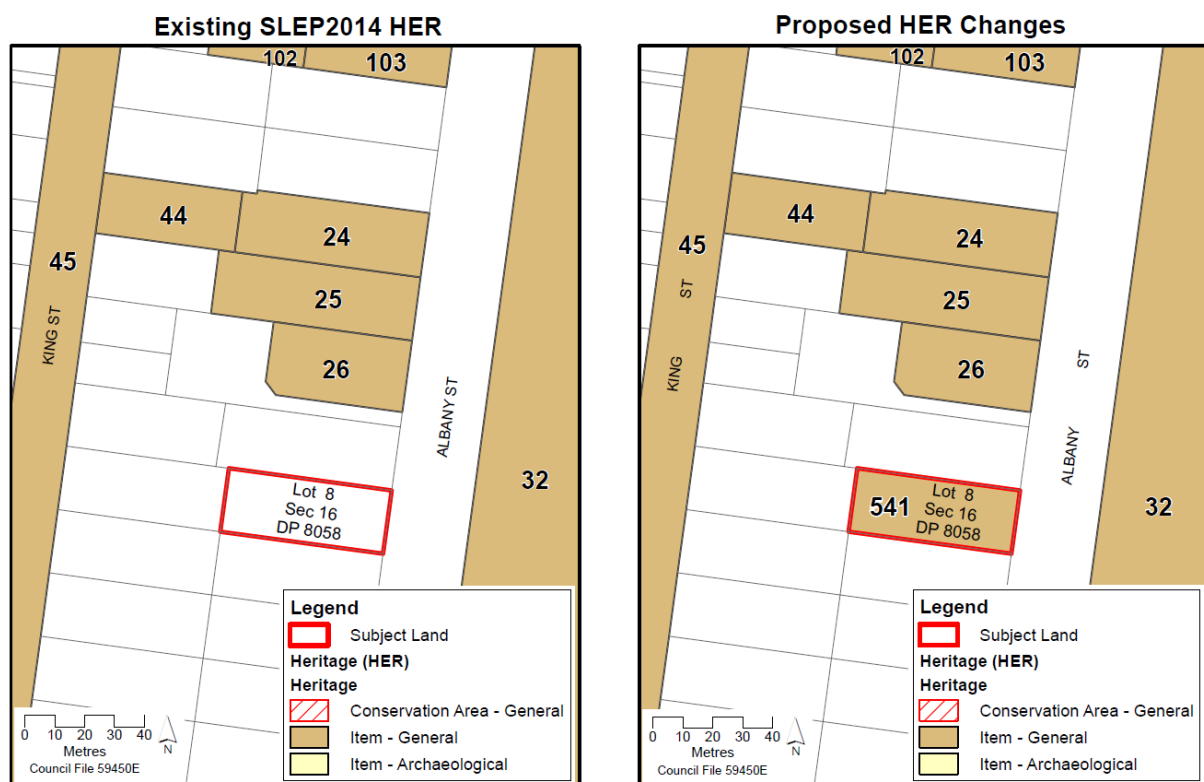 Existing SLEP2014 HER
102
103
44
24
45
25
KING ST
26
ALBANY ST
32
Lot 8
Sec 16
DP 8058
Legend
Subject Land
Heritage (HER)
Heritage
Conservation Area - General
Item - General
Item - Archaeological
0 10 20 30 40
Metres
N
Council File 59450E
Proposed HER Changes
102
103
44
24
45
ST
25
KING
26
ST
ALBANY
32
541
Lot 8
Sec 16
DP 8058
Legend
Subject Land
Heritage (HER)
Heritage
Conservation Area - General
Item - General
Item - Archaeological
0 10 20 30 40
Metres
N
Council File 59450E